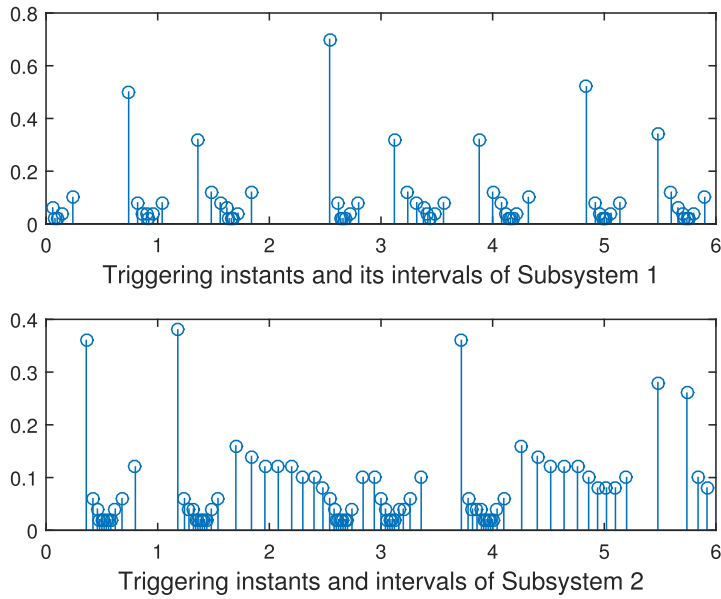 0.8
0.6
0.4
0.2
0
0 1 2 3 4 5 6
Triggering instants and its intervals of Subsystem 1
0.4
0.3
0.2
0.1
0
0 1 2 3 4 5 6
Triggering instants and intervals of Subsystem 2